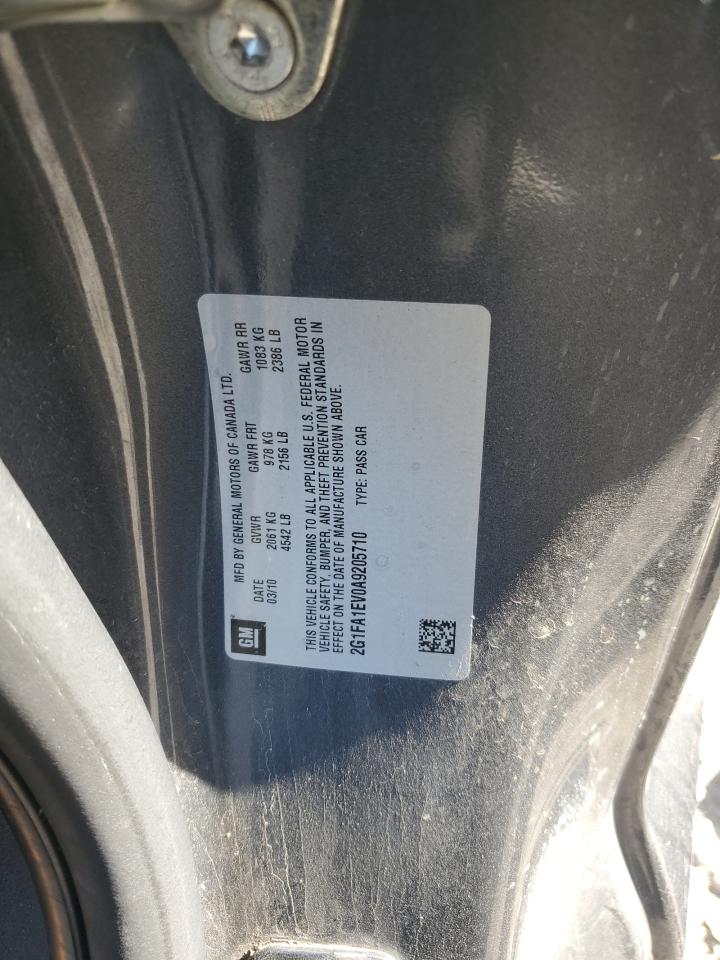 GM
MFD BY GENERAL MOTORS OF CANADA LTD.
DATE GVWR GAWR FRT GAWR RR
03/10 2061 KG 978 KG 1083 KG
4542 LB 2156 LB 2386 LB
THIS VEHICLE CONFORMS TO ALL APPLICABLE U.S. FEDERAL MOTOR
VEHICLE SAFETY, BUMPER, AND THEFT PREVENTION STANDARDS IN
EFFECT ON THE DATE OF MANUFACTURE SHOWN ABOVE.
2G1FA1EV0A9205710 TYPE: PASS CAR